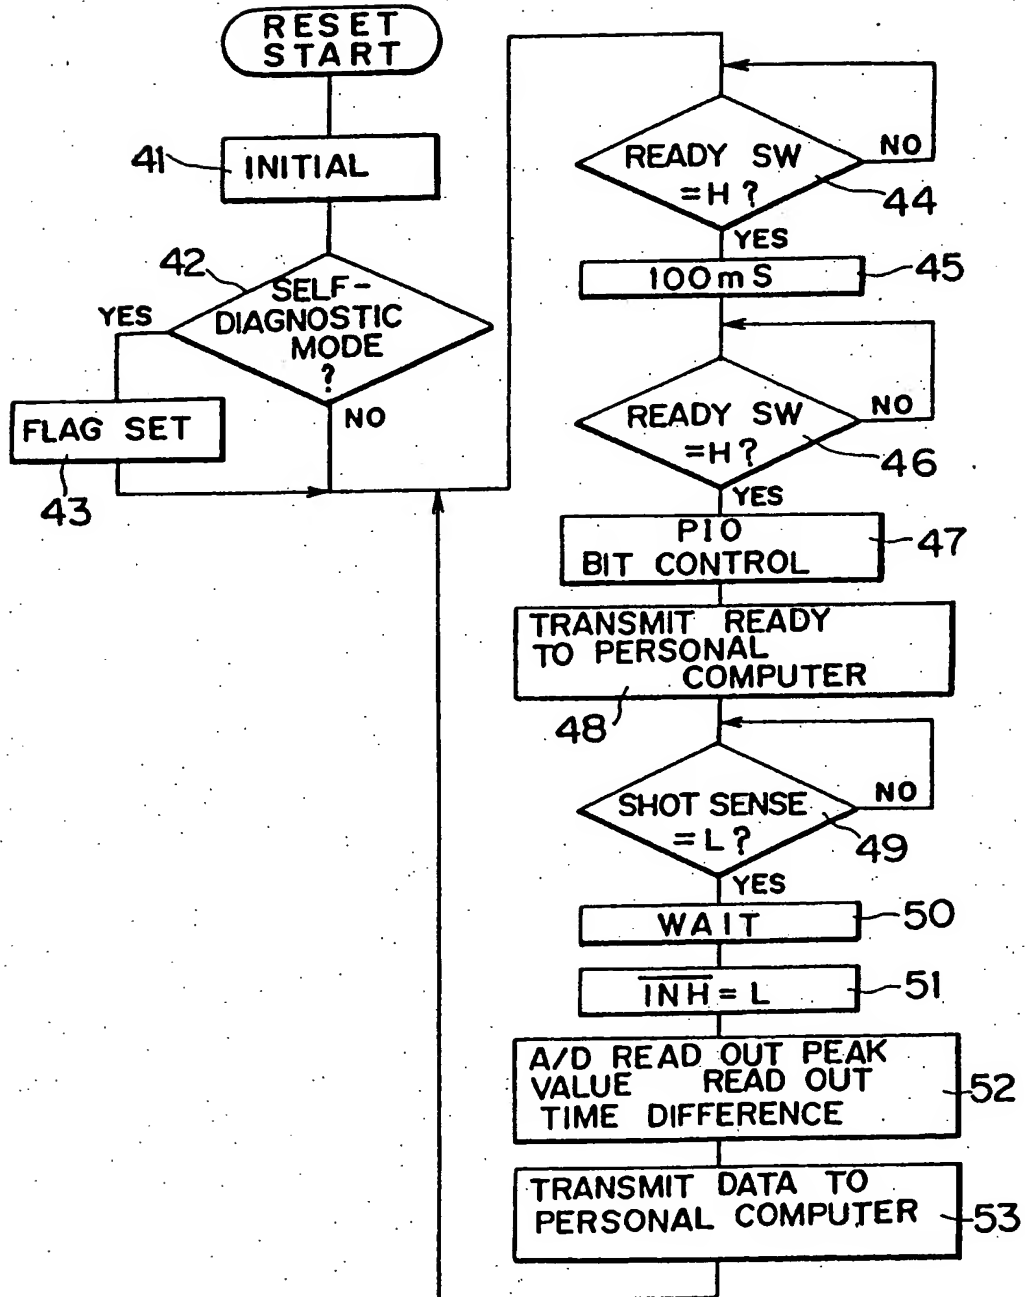 RESET
START
41
INITIAL
42
SELF-
DIAGNOSTIC
MODE
?
YES
NO
FLAG SET
43
READY SW
=H?
NO
44
YES
100mS
45
READY SW
=H?
NO
46
YES
PIO
BIT CONTROL
47
TRANSMIT READY
TO PERSONAL
COMPUTER
48
SHOT SENSE
=L?
NO
49
YES
WAIT
50
I̅N̅H̅=L
51
A/D READ OUT PEAK
VALUE READ OUT
TIME DIFFERENCE
52
TRANSMIT DATA TO
PERSONAL COMPUTER
53